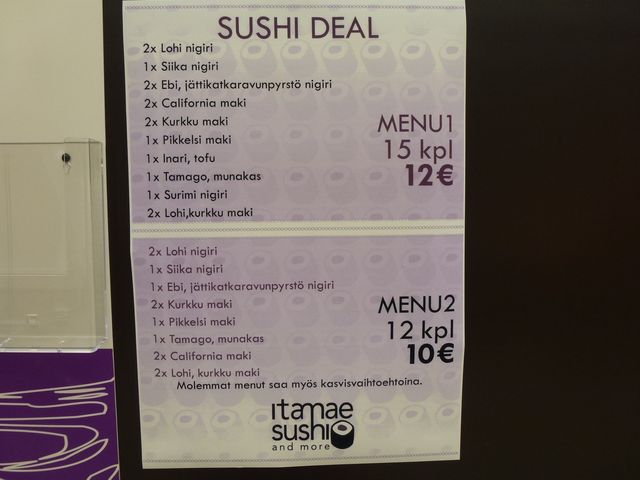 SUSHI DEAL
2x Lohi nigiri
1x Siika nigiri
2x Ebi, jättikatkaravunpyrstö nigiri
2x California maki
2x Kurkku maki
1x Pikkelsi maki
1x Inari, tofu
1x Tamago, munakas
1x Surimi nigiri
2x Lohi,kurkku maki
MENU1
15 kpl
12€
2x Lohi nigiri
1x Siika nigiri
1x Ebi, jättikatkaravunpyrstö nigiri
2x Kurkku maki
1x Pikkelsi maki
1x Tamago, munakas
2x California maki
2x Lohi, kurkku maki
MENU2
12 kpl
10€
Molemmat menut saa myös kasvisvaihtoehtoina.
itamae
sushi
and more